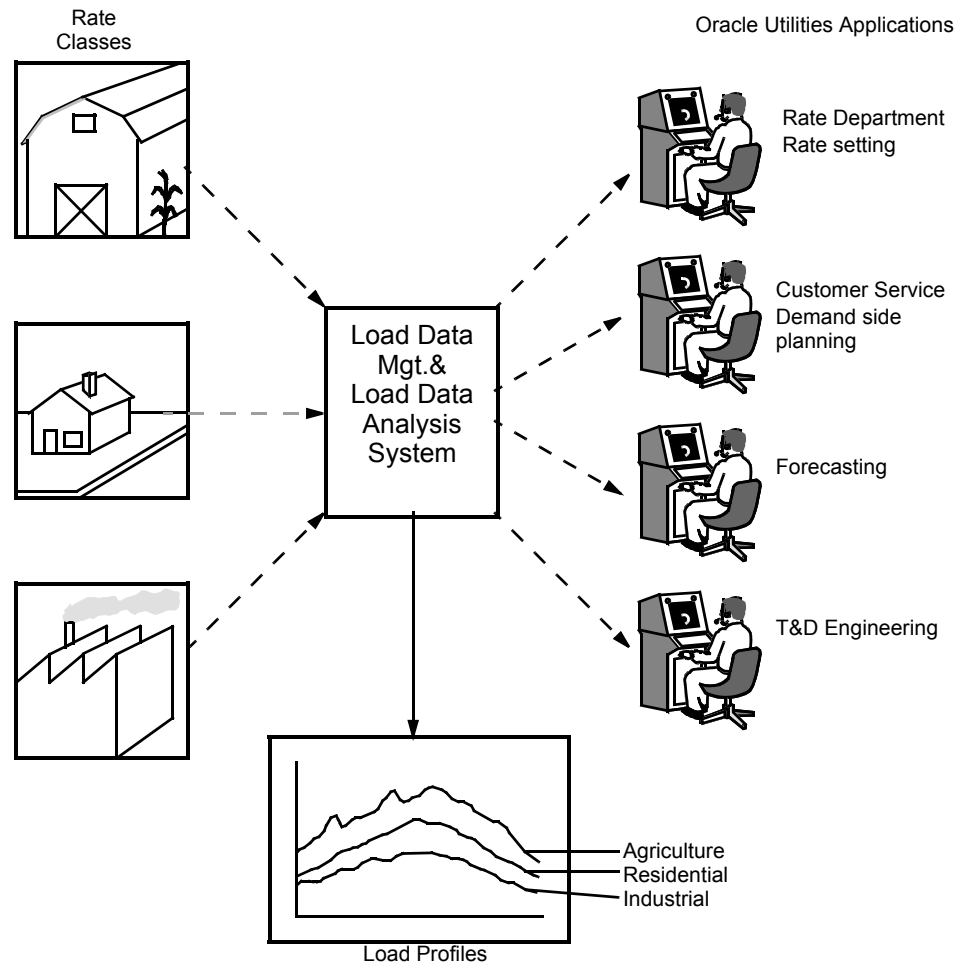 Rate
Classes
Oracle Utilities Applications
Rate Department
Rate setting
Customer Service
Demand side
planning
Load Data
Mgt.&
Load Data
Analysis
System
Forecasting
T&D Engineering
Agriculture
Residential
Industrial
Load Profiles